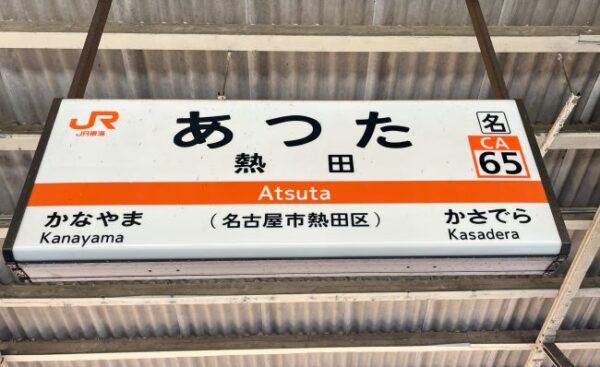 JR
JR東海
あつた
名
熱田
CA
65
Atsuta
かなやま
Kanayama
(名古屋市熱田区)
かさでら
Kasadera